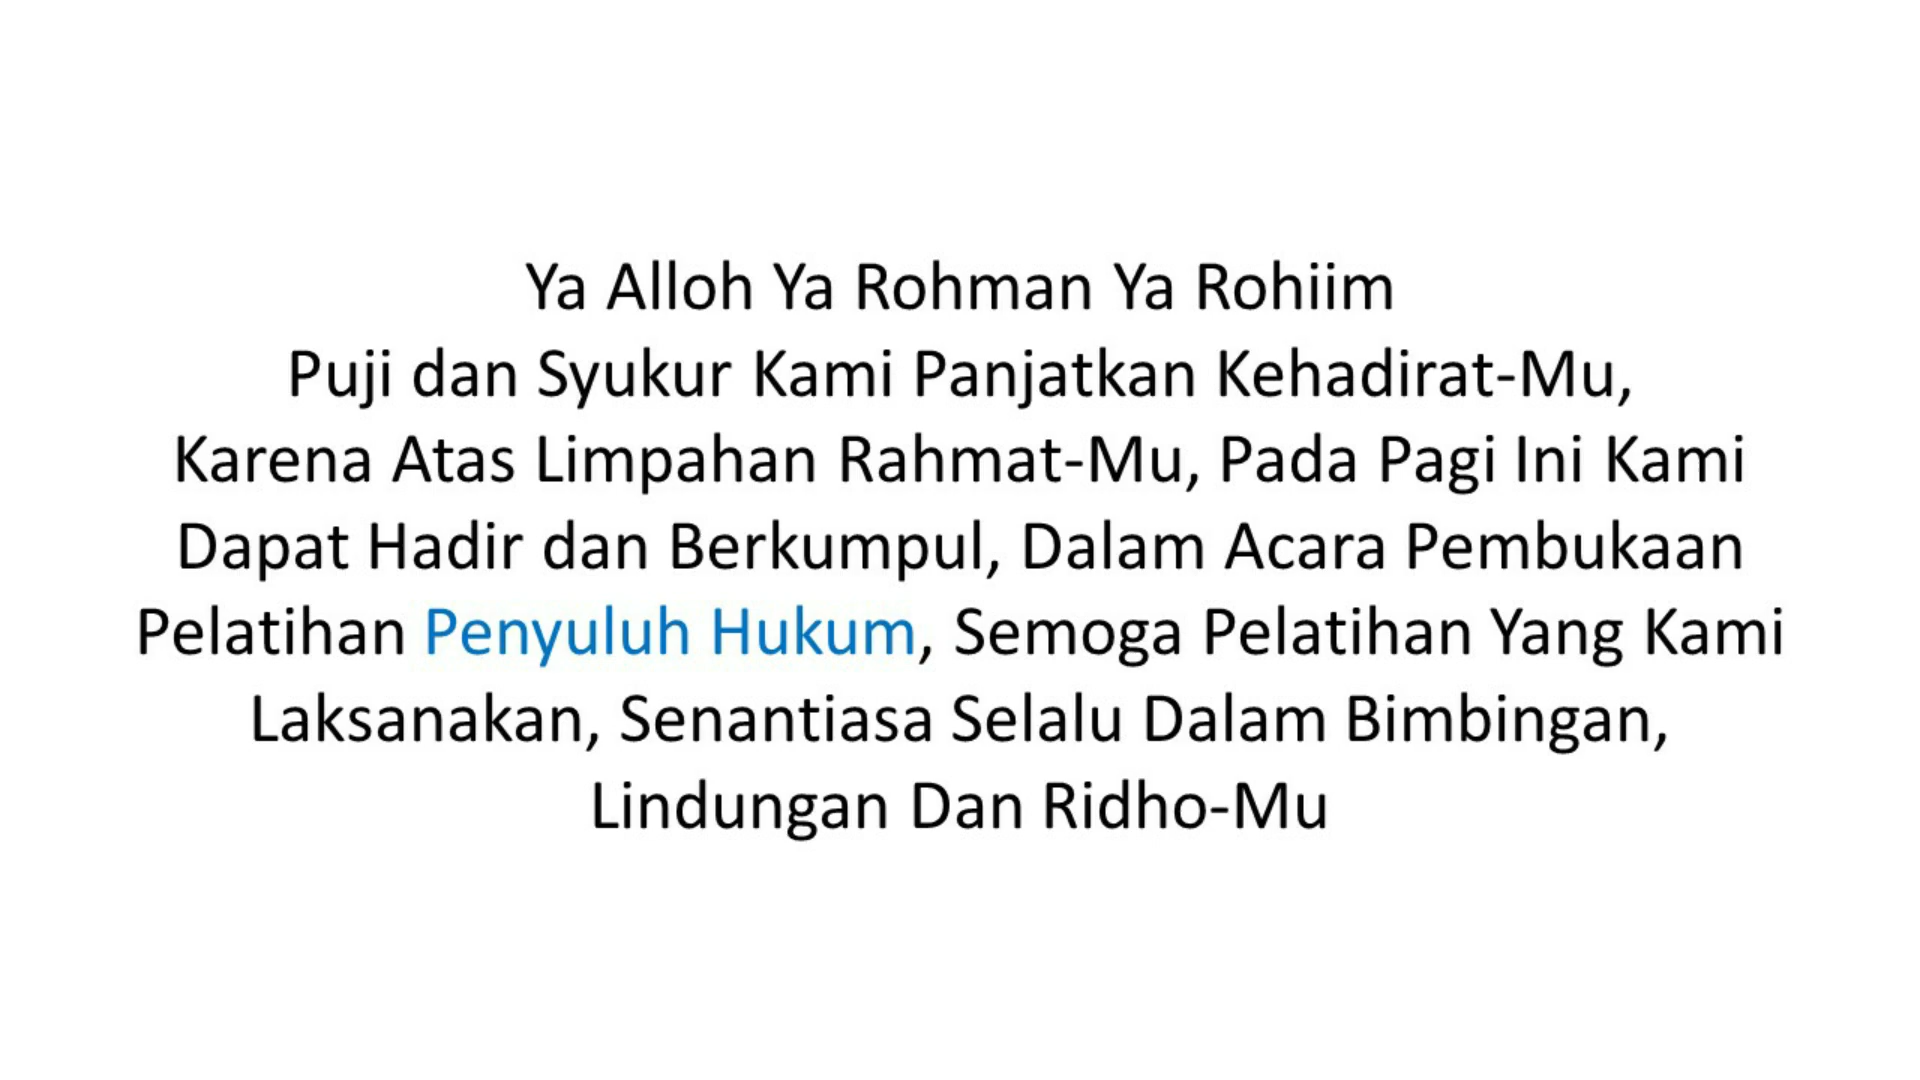 Ya Alloh Ya Rohman Ya Rohiim
Puji dan Syukur Kami Panjatkan Kehadirat-Mu,
Karena Atas Limpahan Rahmat-Mu, Pada Pagi Ini Kami
Dapat Hadir dan Berkumpul, Dalam Acara Pembukaan
Pelatihan Penyuluh Hukum, Semoga Pelatihan Yang Kami
Laksanakan, Senantiasa Selalu Dalam Bimbingan,
Lindungan Dan Ridho-Mu